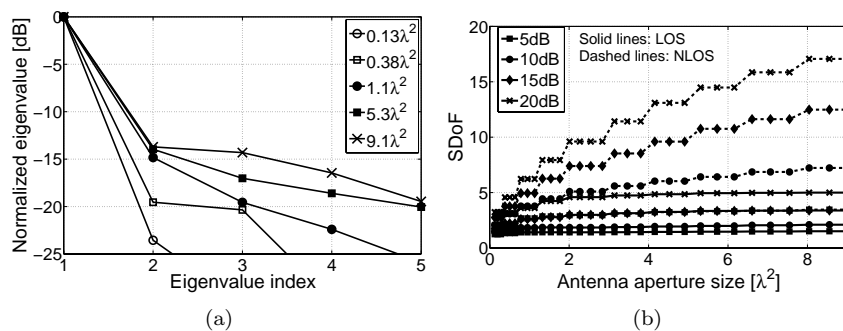 Normalized eigenvalue [dB]
0
−5
−10
−15
−20
−25
1
2
3
4
5
Eigenvalue index
0.13λ²
0.38λ²
1.1λ²
5.3λ²
9.1λ²
(a)
SDoF
20
15
10
5
0
0
2
4
6
8
Antenna aperture size [λ²]
5dB
10dB
15dB
20dB
Solid lines: LOS
Dashed lines: NLOS
(b)